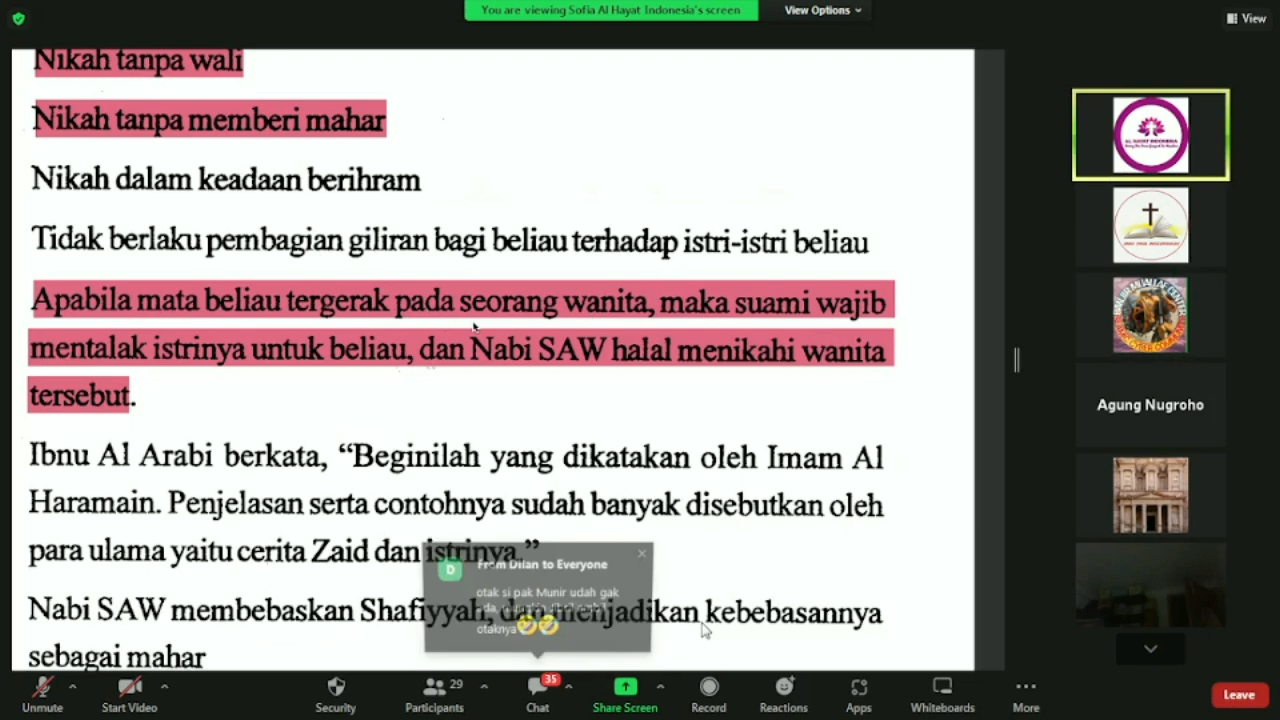 You are viewing Sofia Al Hayat Indonesia's screen
View Options
View
Nikah tanpa wali
Nikah tanpa memberi mahar
Nikah dalam keadaan berihram
Tidak berlaku pembagian giliran bagi beliau terhadap istri-istri beliau
Apabila mata beliau tergerak pada seorang wanita, maka suami wajib
mentalak istrinya untuk beliau, dan Nabi SAW halal menikahi wanita
tersebut.
Ibnu Al Arabi berkata, “Beginilah yang dikatakan oleh Imam Al
Haramain. Penjelasan serta contohnya sudah banyak disebutkan oleh
para ulama yaitu cerita Zaid dan istrinya.”
Nabi SAW membebaskan Shafiyyah, dan menjadikan kebebasannya
sebagai mahar
D
From Dilan to Everyone
otak si pak Munir udah gak
otaknya🤣🤣
AL HAYAT INDONESIA
Agung Nugroho
Unmute
Start Video
Security
Participants
29
Chat
35
Share Screen
Record
Reactions
Apps
Whiteboards
More
Leave